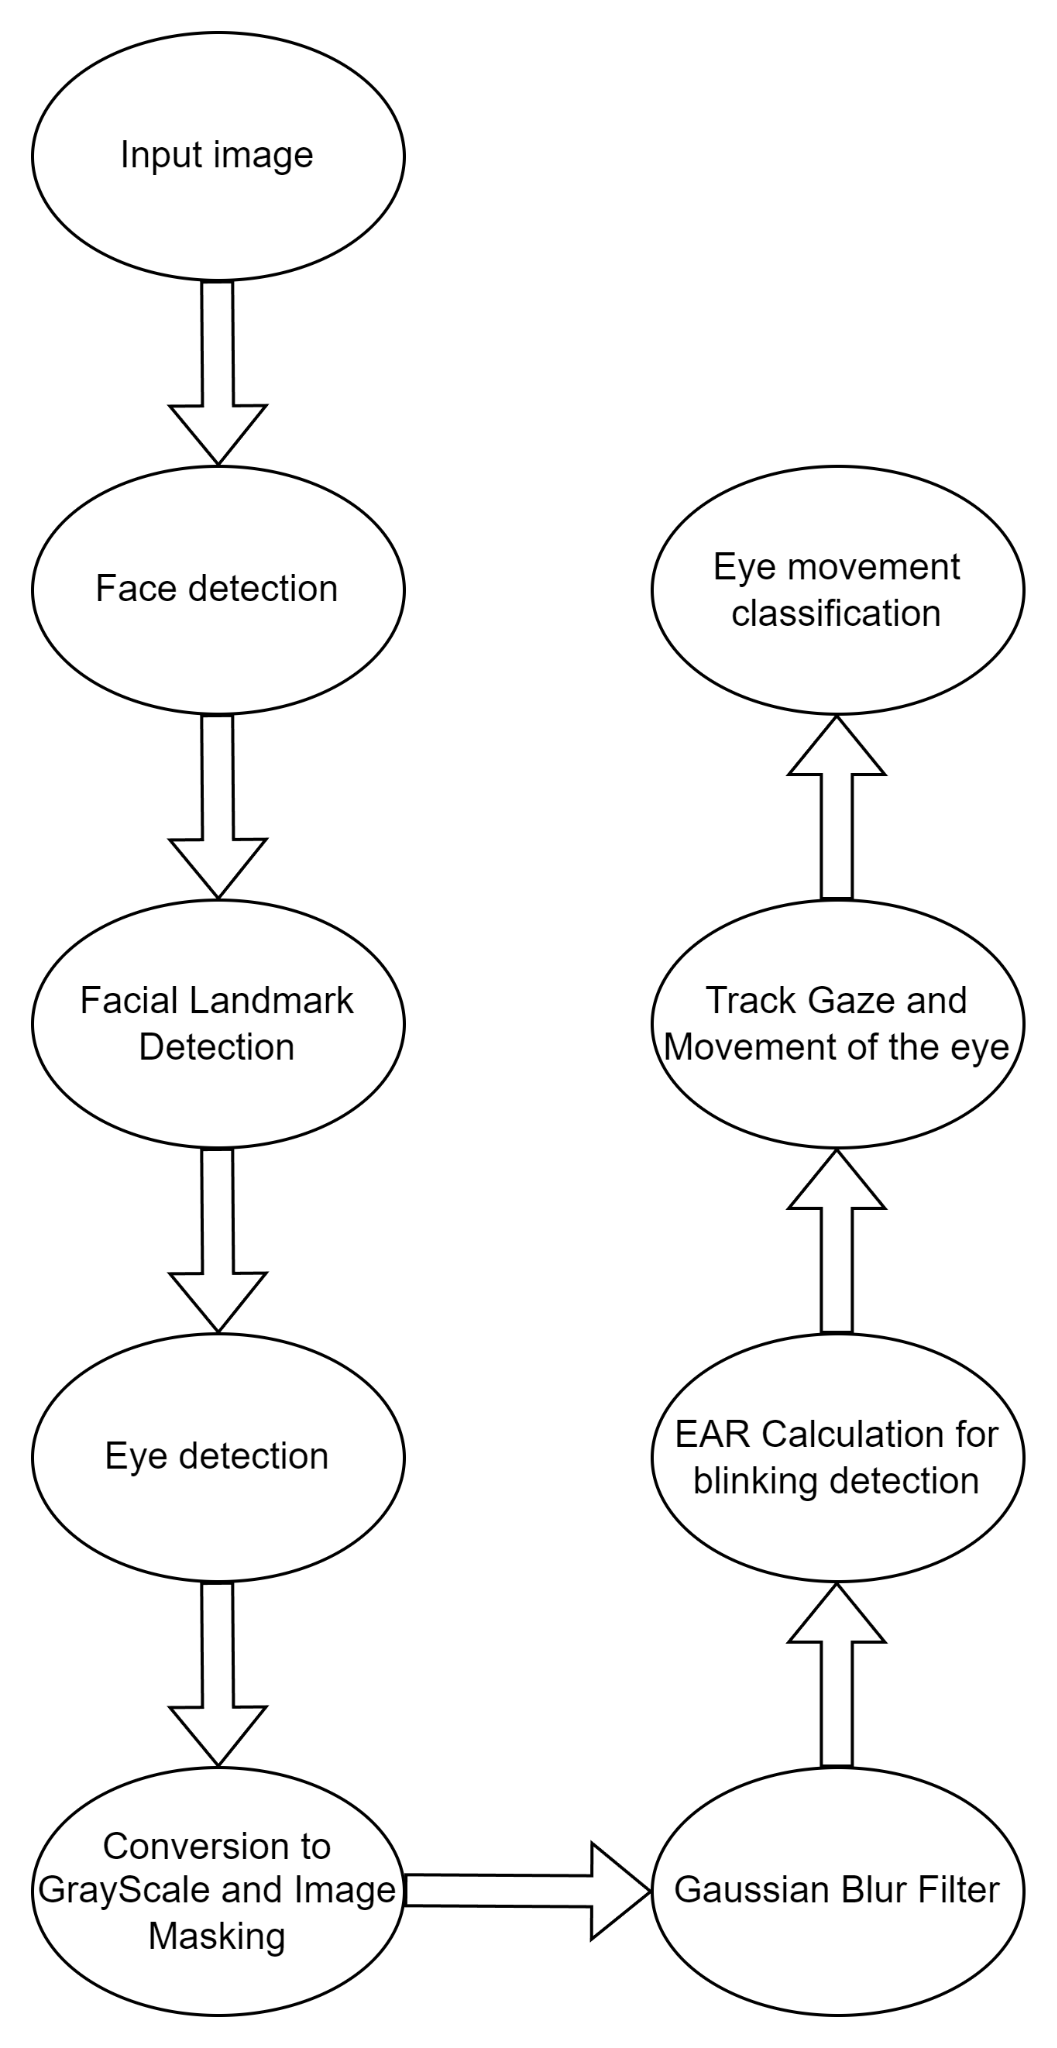 Input image
Face detection
Facial Landmark
Detection
Eye detection
Conversion to
GrayScale and Image
Masking
Gaussian Blur Filter
EAR Calculation for
blinking detection
Track Gaze and
Movement of the eye
Eye movement
classification